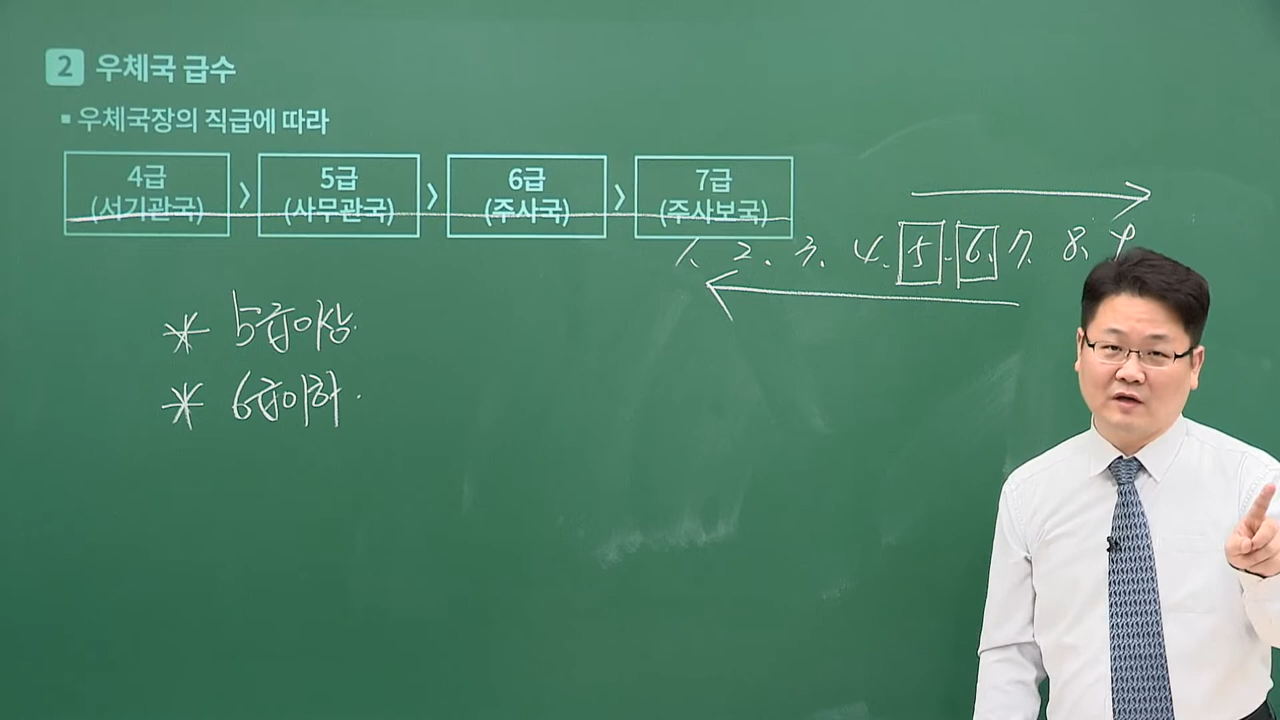 2 우체국 급수
▪ 우체국장의 직급에 따라
4급 〉 5급 〉 6급 〉 7급
(서기관국) (사무관국) (주사국) (주사보국)
1. 2. 3. 4. 5. 6. 7. 8. 9
* 5급이상.
* 6급이하.